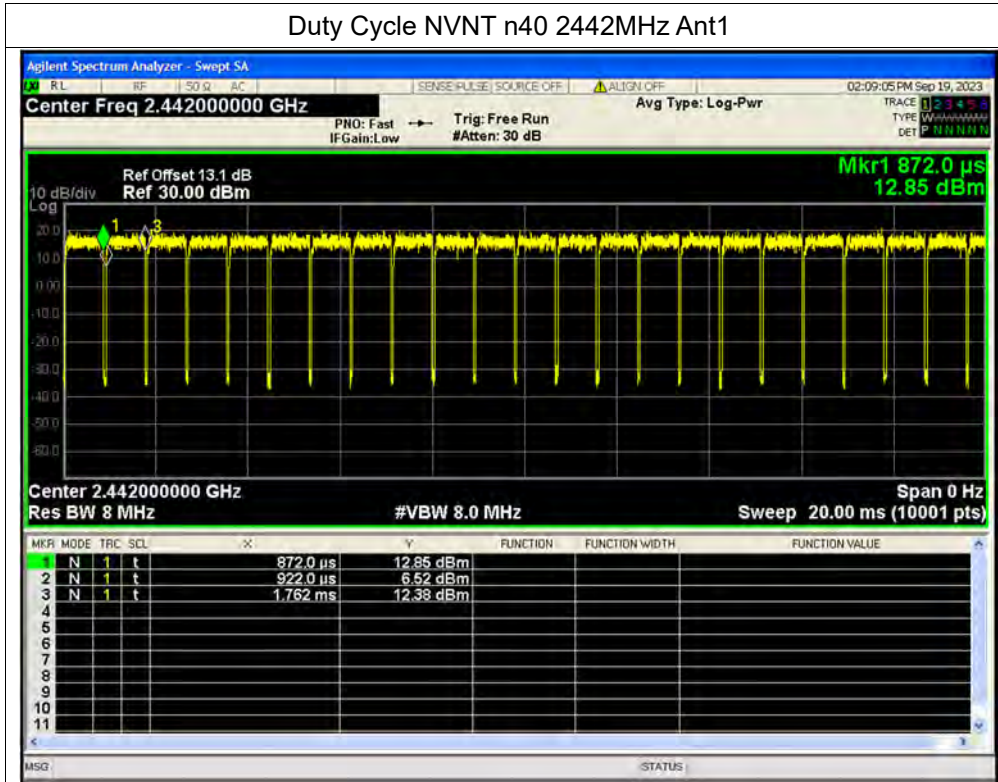 Duty Cycle NVNT n40 2442MHz Ant1
Agilent Spectrum Analyzer - Swept SA
LXI RL RF 50 Ω AC SENSE:PULSE SOURCE OFF ALIGN OFF 02:09:05 PM Sep 19, 2023
Center Freq 2.442000000 GHz Avg Type: Log-Pwr TRACE 1 2 3 4 5 6
PNO: Fast Trig: Free Run TYPE W
IFGain:Low #Atten: 30 dB DET P N N N N N
Mkr1 872.0 µs
Ref Offset 13.1 dB
10 dB/div Ref 30.00 dBm 12.85 dBm
Log
20.0
1 3
10.0
0.00
-10.0
-20.0
-30.0
-40.0
-50.0
-60.0
Center 2.442000000 GHz Span 0 Hz
Res BW 8 MHz #VBW 8.0 MHz Sweep 20.00 ms (10001 pts)
MKR MODE TRC SCL X Y FUNCTION FUNCTION WIDTH FUNCTION VALUE
1 N 1 t 872.0 µs 12.85 dBm
2 N 1 t 922.0 µs 6.52 dBm
3 N 1 t 1.762 ms 12.38 dBm
4
5
6
7
8
9
10
11
MSG STATUS